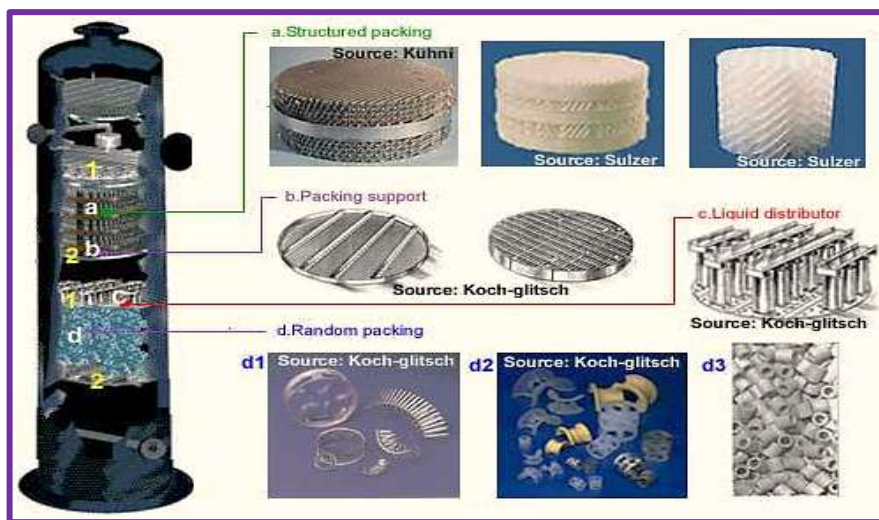 a.Structured packing
Source: Kühni
Source: Sulzer
Source: Sulzer
1
a
b
2
b.Packing support
c.Liquid distributor
Source: Koch-glitsch
Source: Koch-glitsch
1
c
d
2
d.Random packing
d1
Source: Koch-glitsch
d2
Source: Koch-glitsch
d3